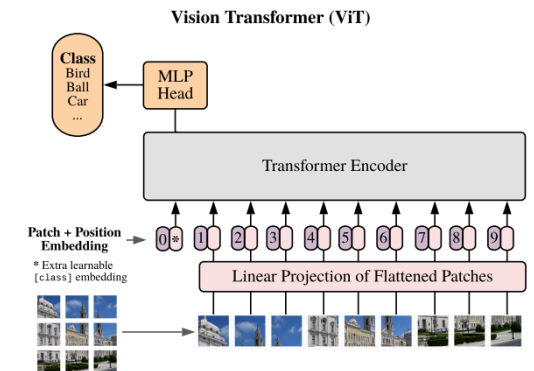 Vision Transformer (ViT)
Class
Bird
Ball
Car
...
MLP
Head
Transformer Encoder
Patch + Position
Embedding
0 * 1 2 3 4 5 6 7 8 9
* Extra learnable
[class] embedding
Linear Projection of Flattened Patches